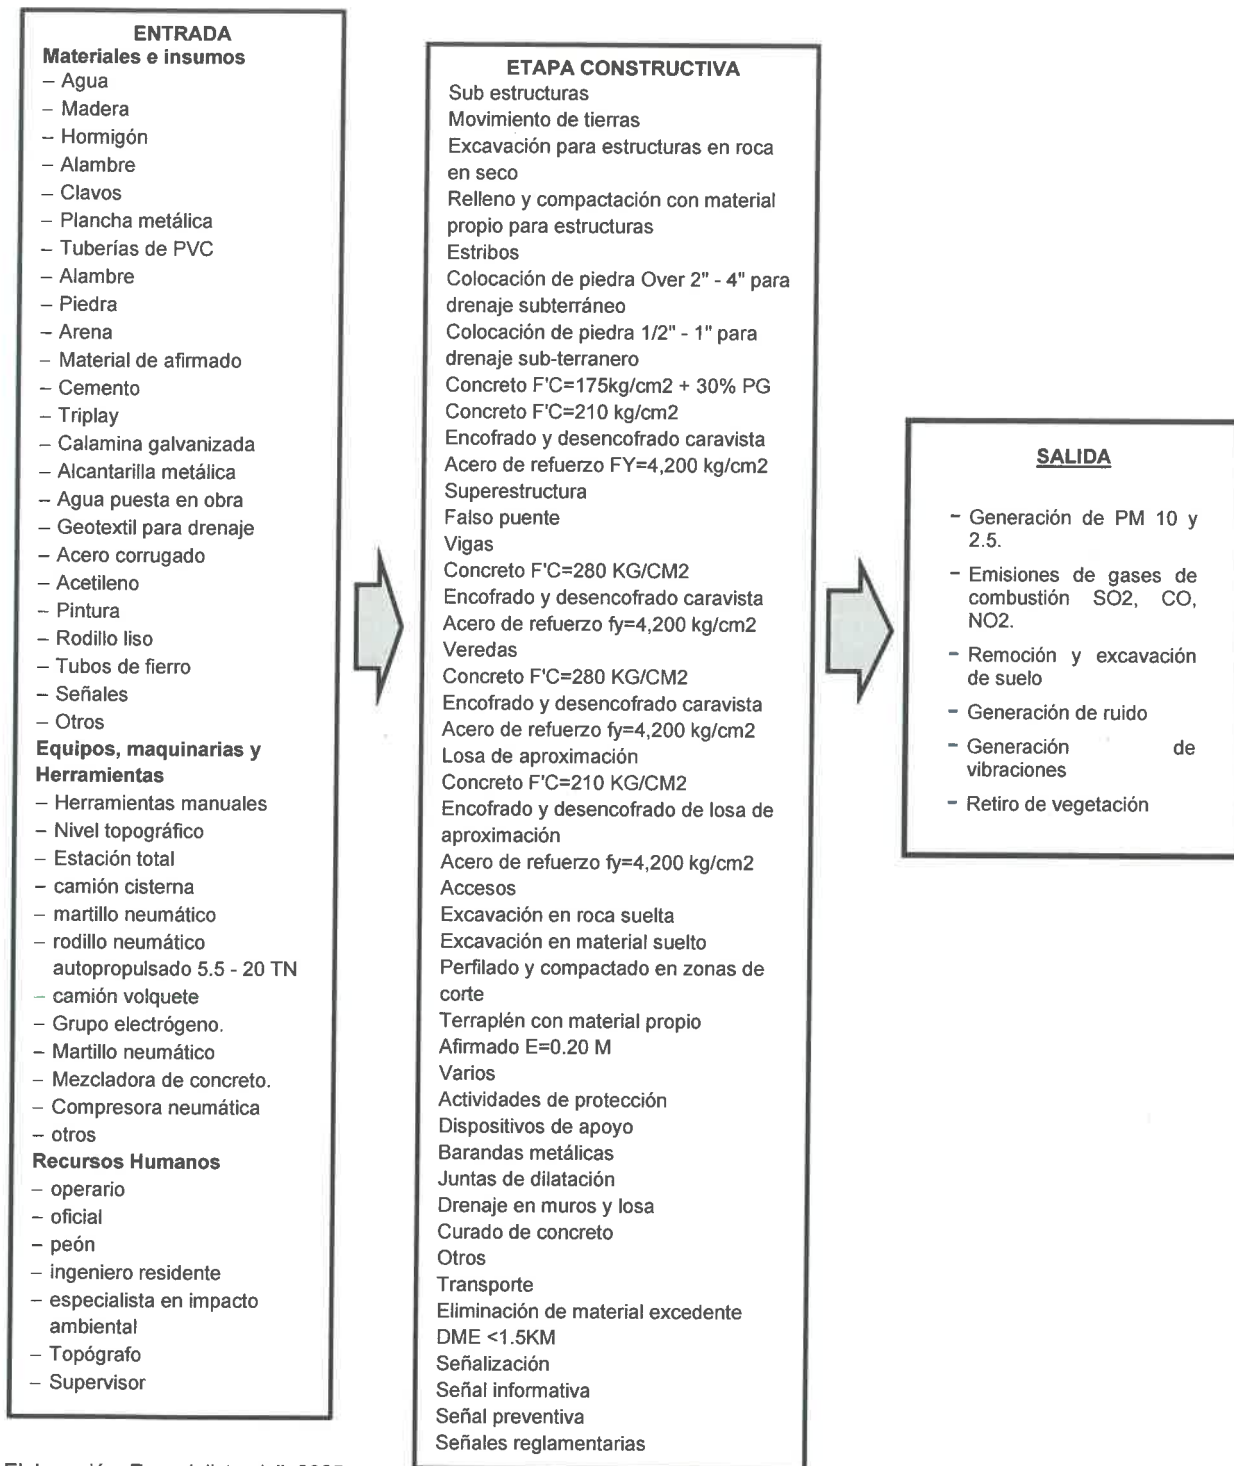 ENTRADA
Materiales e insumos
– Agua
– Madera
– Hormigón
– Alambre
– Clavos
– Plancha metálica
– Tuberías de PVC
– Alambre
– Piedra
– Arena
– Material de afirmado
– Cemento
– Triplay
– Calamina galvanizada
– Alcantarilla metálica
– Agua puesta en obra
– Geotextil para drenaje
– Acero corrugado
– Acetileno
– Pintura
– Rodillo liso
– Tubos de fierro
– Señales
– Otros
Equipos, maquinarias y
Herramientas
– Herramientas manuales
– Nivel topográfico
– Estación total
– camión cisterna
– martillo neumático
– rodillo neumático
autopropulsado 5.5 - 20 TN
– camión volquete
– Grupo electrógeno.
– Martillo neumático
– Mezcladora de concreto.
– Compresora neumática
– otros
Recursos Humanos
– operario
– oficial
– peón
– ingeniero residente
– especialista en impacto
ambiental
– Topógrafo
– Supervisor
ETAPA CONSTRUCTIVA
Sub estructuras
Movimiento de tierras
Excavación para estructuras en roca
en seco
Relleno y compactación con material
propio para estructuras
Estribos
Colocación de piedra Over 2" - 4" para
drenaje subterráneo
Colocación de piedra 1/2" - 1" para
drenaje sub-terranero
Concreto F'C=175kg/cm2 + 30% PG
Concreto F'C=210 kg/cm2
Encofrado y desencofrado caravista
Acero de refuerzo FY=4,200 kg/cm2
Superestructura
Falso puente
Vigas
Concreto F'C=280 KG/CM2
Encofrado y desencofrado caravista
Acero de refuerzo fy=4,200 kg/cm2
Veredas
Concreto F'C=280 KG/CM2
Encofrado y desencofrado caravista
Acero de refuerzo fy=4,200 kg/cm2
Losa de aproximación
Concreto F'C=210 KG/CM2
Encofrado y desencofrado de losa de
aproximación
Acero de refuerzo fy=4,200 kg/cm2
Accesos
Excavación en roca suelta
Excavación en material suelto
Perfilado y compactado en zonas de
corte
Terraplén con material propio
Afirmado E=0.20 M
Varios
Actividades de protección
Dispositivos de apoyo
Barandas metálicas
Juntas de dilatación
Drenaje en muros y losa
Curado de concreto
Otros
Transporte
Eliminación de material excedente
DME <1.5KM
Señalización
Señal informativa
Señal preventiva
Señales reglamentarias
SALIDA
- Generación de PM 10 y
2.5.
- Emisiones de gases de
combustión SO2, CO,
NO2.
- Remoción y excavación
de suelo
- Generación de ruido
- Generación de
vibraciones
- Retiro de vegetación